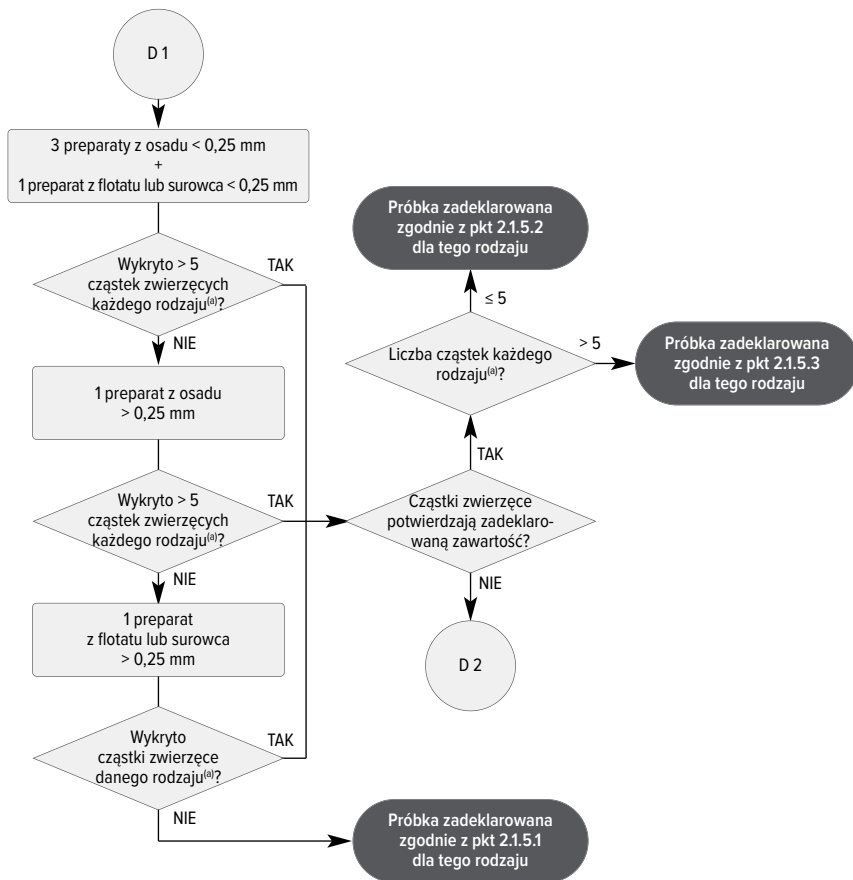 D 1
3 preparaty z osadu < 0,25 mm
+
1 preparat z flotatu lub surowca < 0,25 mm
Wykryto > 5
cząstek zwierzęcych
każdego rodzaju(a)?
TAK
NIE
1 preparat z osadu
> 0,25 mm
Wykryto > 5
cząstek zwierzęcych
każdego rodzaju(a)?
TAK
NIE
1 preparat
z flotatu lub surowca
> 0,25 mm
Wykryto
cząstki zwierzęce
danego rodzaju(a)?
TAK
NIE
Próbka zadeklarowana
zgodnie z pkt 2.1.5.2
dla tego rodzaju
≤ 5
Liczba cząstek każdego
rodzaju(a)?
> 5
Próbka zadeklarowana
zgodnie z pkt 2.1.5.3
dla tego rodzaju
TAK
Cząstki zwierzęce
potwierdzają zadeklaro-
waną zawartość?
NIE
D 2
Próbka zadeklarowana
zgodnie z pkt 2.1.5.1
dla tego rodzaju